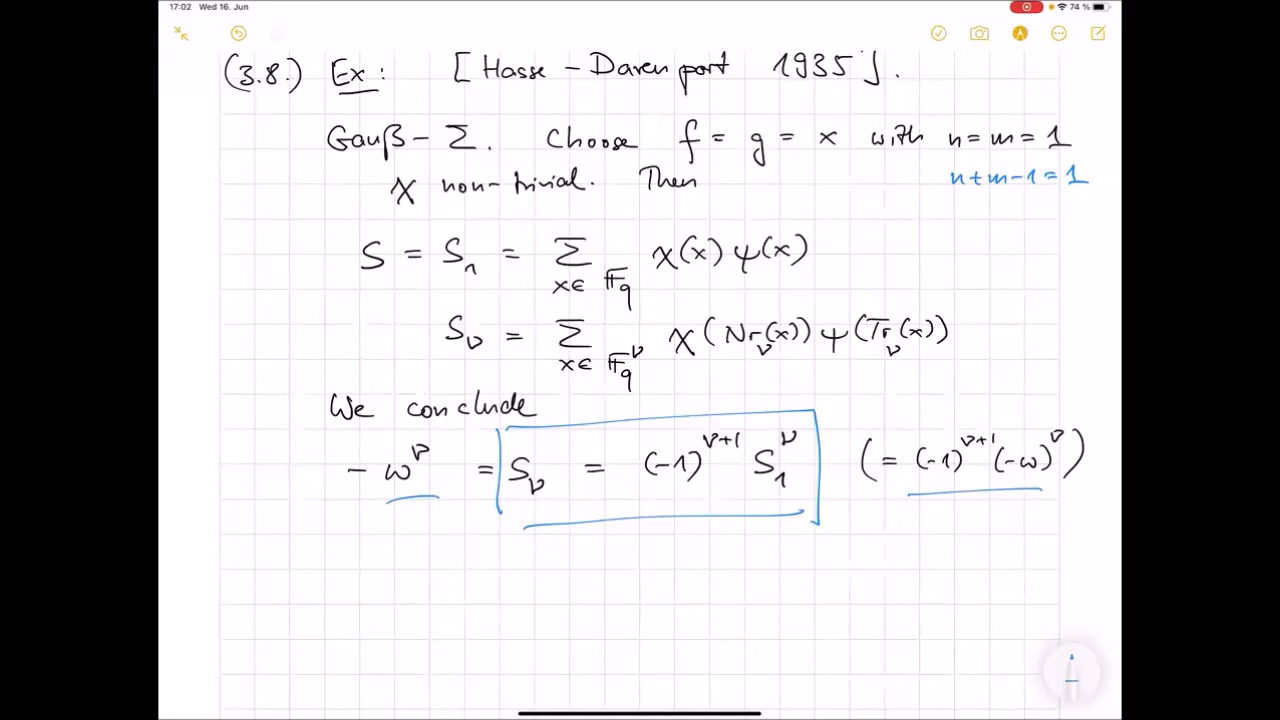 17:02 Wed 16. Jun 74 %
(3.8.) Ex: [Hasse - Davenport 1935].
Gauß - Σ. Choose f = g = x with n = m = 1
χ non-trivial. Then n+m-1 = 1
S = S₁ = Σ_{x∈ 𝔽_q} χ(x) ψ(x)
S_ν = Σ_{x∈ 𝔽_q^ν} χ(Nr_ν(x)) ψ(Tr_ν(x))
We conclude
- ω^ν = S_ν = (-1)^{ν+1} S₁^ν (= (-1)^{ν+1} (-ω)^ν)